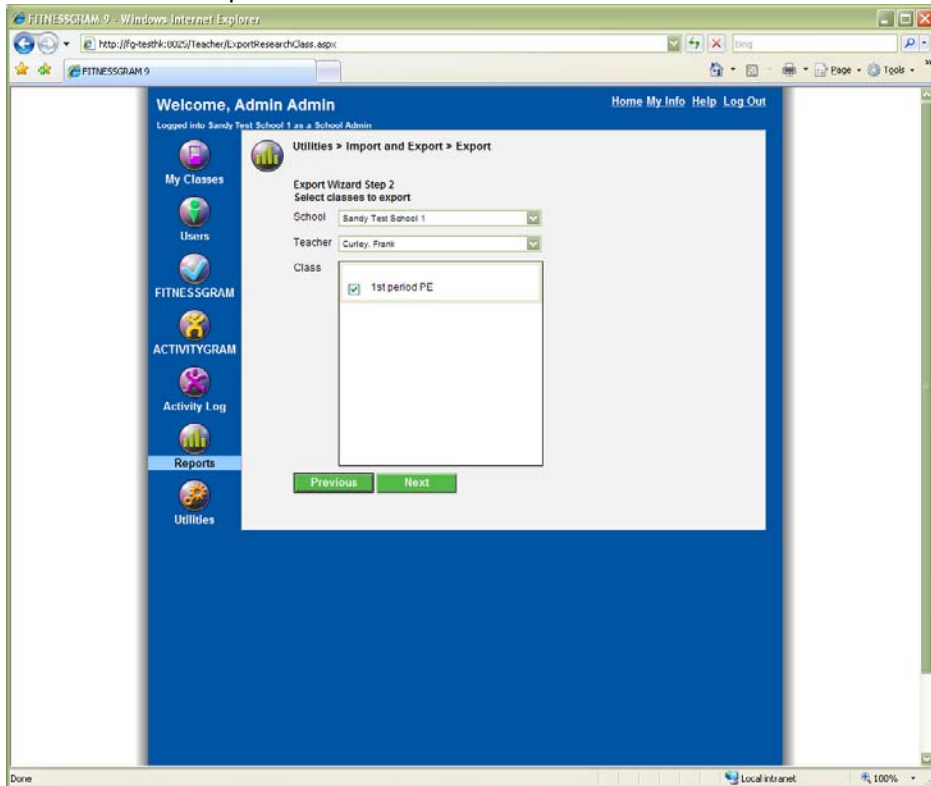 FITNESSGRAM 9 - Windows Internet Explorer
http://fg-testhk:8025/Teacher/ExportResearchClass.aspx
Bing
FITNESSGRAM 9
Page
Tools
Welcome, Admin Admin
Home My Info Help Log Out
Logged into Sandy Test School 1 as a School Admin
Utilities > Import and Export > Export
My Classes
Export Wizard Step 2
Select classes to export
School Sandy Test School 1
Users
Teacher Curley, Frank
Class
1st period PE
FITNESSGRAM
ACTIVITYGRAM
Activity Log
Reports
Previous Next
Utilities
Done
Local intranet
100%